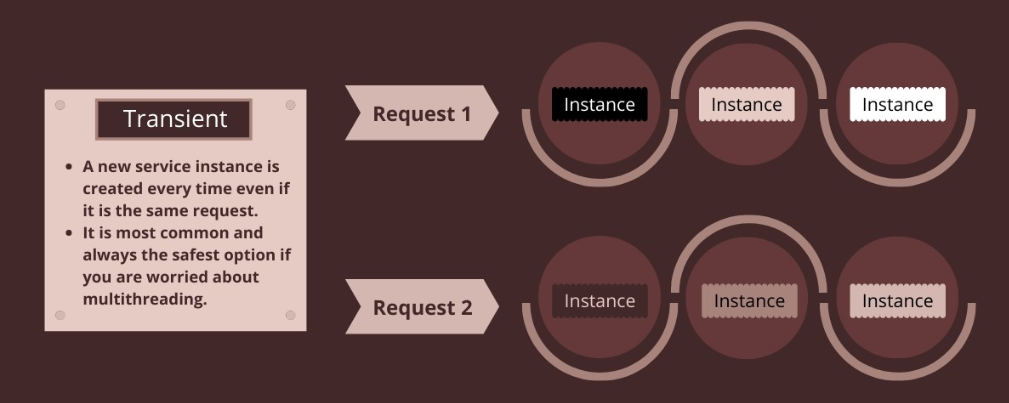 Transient
• A new service instance is
created every time even if
it is the same request.
• It is most common and
always the safest option if
you are worried about
multithreading.
Request 1
Instance
Instance
Instance
Request 2
Instance
Instance
Instance